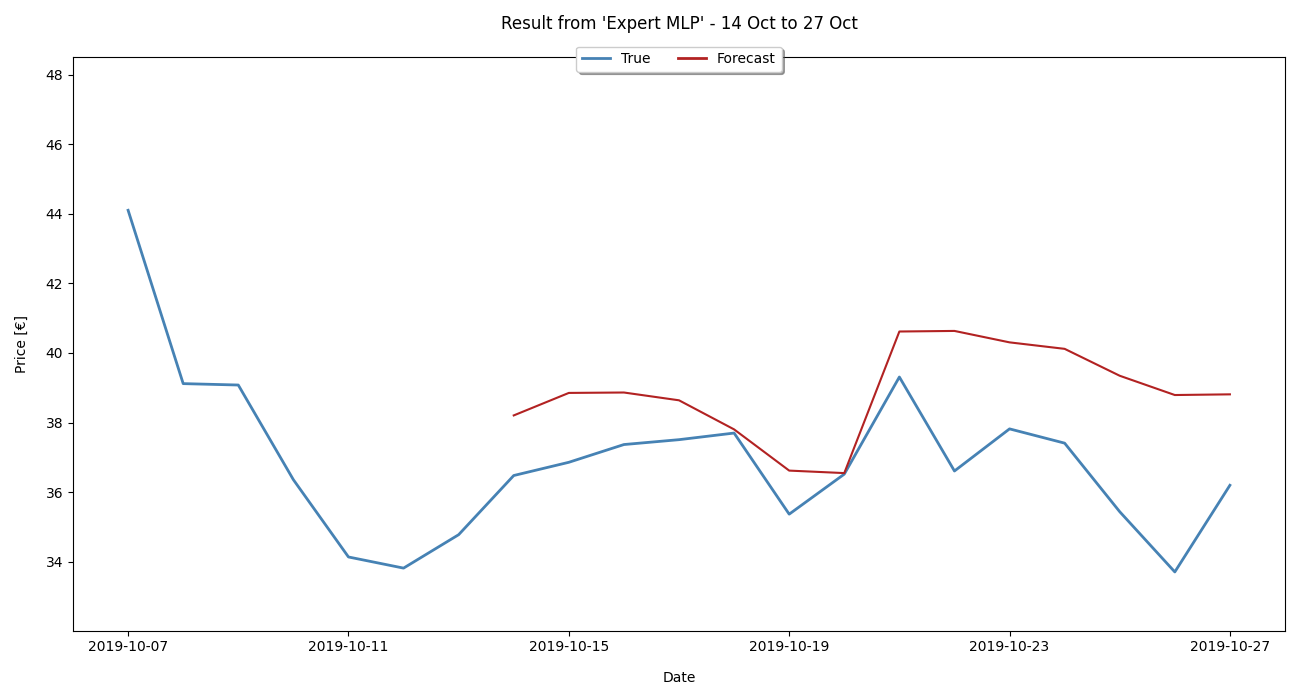 Result from 'Expert MLP' - 14 Oct to 27 Oct
True Forecast
Price [€]
48
46
44
42
40
38
36
34
2019-10-07 2019-10-11 2019-10-15 2019-10-19 2019-10-23 2019-10-27
Date